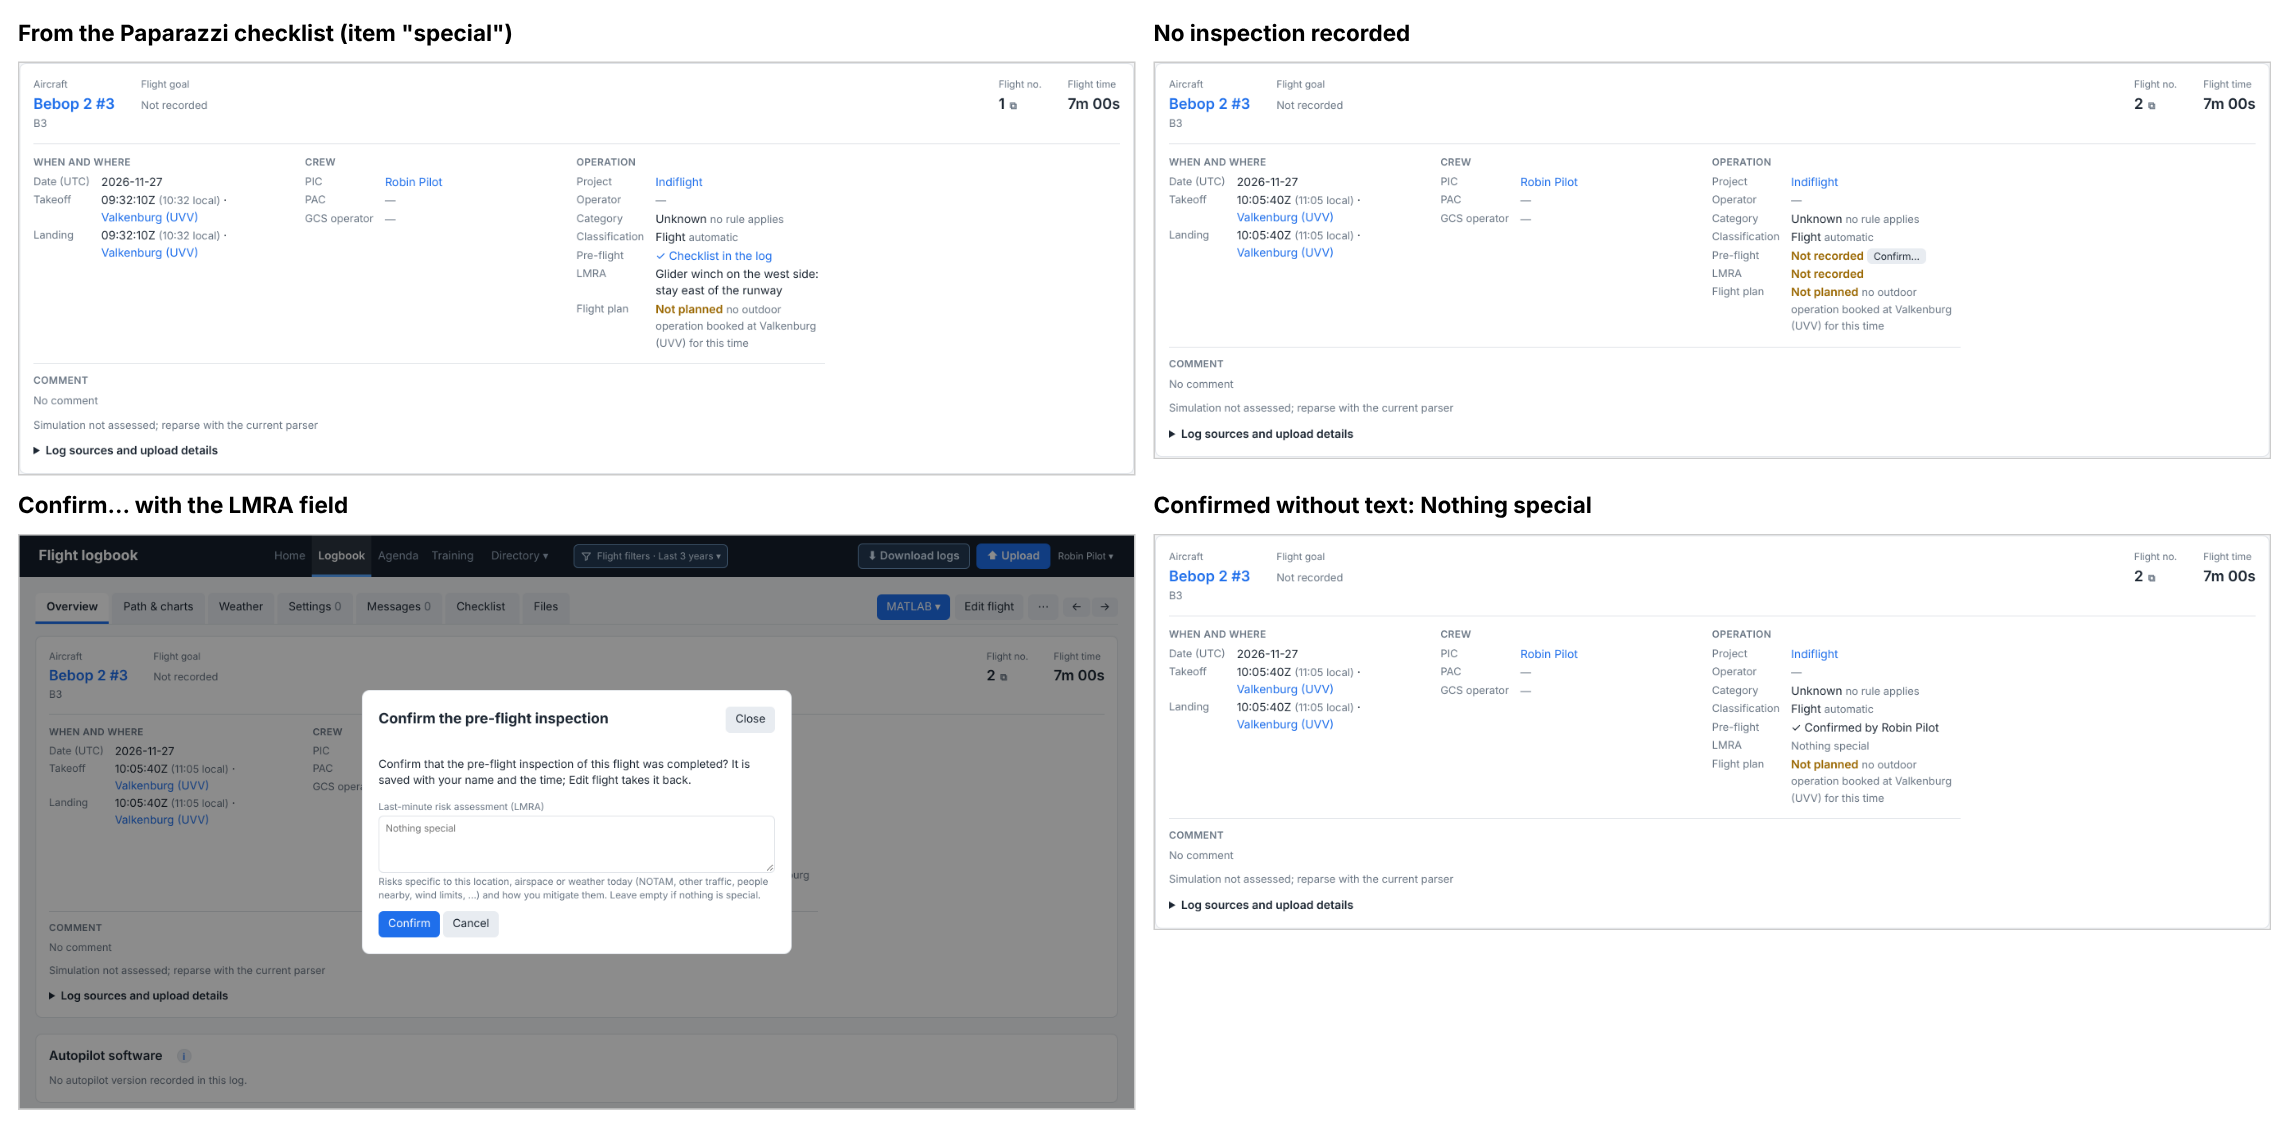 From the Paparazzi checklist (item "special")
Aircraft
Flight goal
Flight no.
Flight time
Bebop 2 #3
Not recorded
1
7m 00s
B3
WHEN AND WHERE
Date (UTC) 2026-11-27
Takeoff 09:32:10Z (10:32 local) ·
Valkenburg (UVV)
Landing 09:32:10Z (10:32 local) ·
Valkenburg (UVV)
CREW
PIC Robin Pilot
PAC —
GCS operator —
OPERATION
Project Indiflight
Operator —
Category Unknown no rule applies
Classification Flight automatic
Pre-flight ✓ Checklist in the log
LMRA Glider winch on the west side:
stay east of the runway
Flight plan Not planned no outdoor
operation booked at Valkenburg
(UVV) for this time
COMMENT
No comment
Simulation not assessed; reparse with the current parser
▶ Log sources and upload details
No inspection recorded
Aircraft
Flight goal
Flight no.
Flight time
Bebop 2 #3
Not recorded
2
7m 00s
B3
WHEN AND WHERE
Date (UTC) 2026-11-27
Takeoff 10:05:40Z (11:05 local) ·
Valkenburg (UVV)
Landing 10:05:40Z (11:05 local) ·
Valkenburg (UVV)
CREW
PIC Robin Pilot
PAC —
GCS operator —
OPERATION
Project Indiflight
Operator —
Category Unknown no rule applies
Classification Flight automatic
Pre-flight Not recorded Confirm...
LMRA Not recorded
Flight plan Not planned no outdoor
operation booked at Valkenburg
(UVV) for this time
COMMENT
No comment
Simulation not assessed; reparse with the current parser
▶ Log sources and upload details
Confirm... with the LMRA field
Flight logbook
Home Logbook Agenda Training Directory ▾
Flight filters · Last 3 years ▾
Download logs
Upload
Robin Pilot ▾
Overview Path & charts Weather Settings 0 Messages 0 Checklist Files
MATLAB ▾ Edit flight ... ← →
Aircraft
Flight goal
Flight no.
Flight time
Bebop 2 #3
Not recorded
2
7m 00s
B3
WHEN AND WHERE
Date (UTC) 2026-11-27
Takeoff 10:05:40Z (11:05 local) ·
Valkenburg (UVV)
Landing 10:05:40Z (11:05 local) ·
Valkenburg (UVV)
CREW
PIC
PAC
GCS opera
urg
Confirm the pre-flight inspection
Close
Confirm that the pre-flight inspection of this flight was completed? It is
saved with your name and the time; Edit flight takes it back.
Last-minute risk assessment (LMRA)
Nothing special
Risks specific to this location, airspace or weather today (NOTAM, other traffic, people
nearby, wind limits, ...) and how you mitigate them. Leave empty if nothing is special.
Confirm Cancel
COMMENT
No comment
Simulation not assessed; reparse with the current parser
▶ Log sources and upload details
Autopilot software i
No autopilot version recorded in this log.
Confirmed without text: Nothing special
Aircraft
Flight goal
Flight no.
Flight time
Bebop 2 #3
Not recorded
2
7m 00s
B3
WHEN AND WHERE
Date (UTC) 2026-11-27
Takeoff 10:05:40Z (11:05 local) ·
Valkenburg (UVV)
Landing 10:05:40Z (11:05 local) ·
Valkenburg (UVV)
CREW
PIC Robin Pilot
PAC —
GCS operator —
OPERATION
Project Indiflight
Operator —
Category Unknown no rule applies
Classification Flight automatic
Pre-flight ✓ Confirmed by Robin Pilot
LMRA Nothing special
Flight plan Not planned no outdoor
operation booked at Valkenburg
(UVV) for this time
COMMENT
No comment
Simulation not assessed; reparse with the current parser
▶ Log sources and upload details